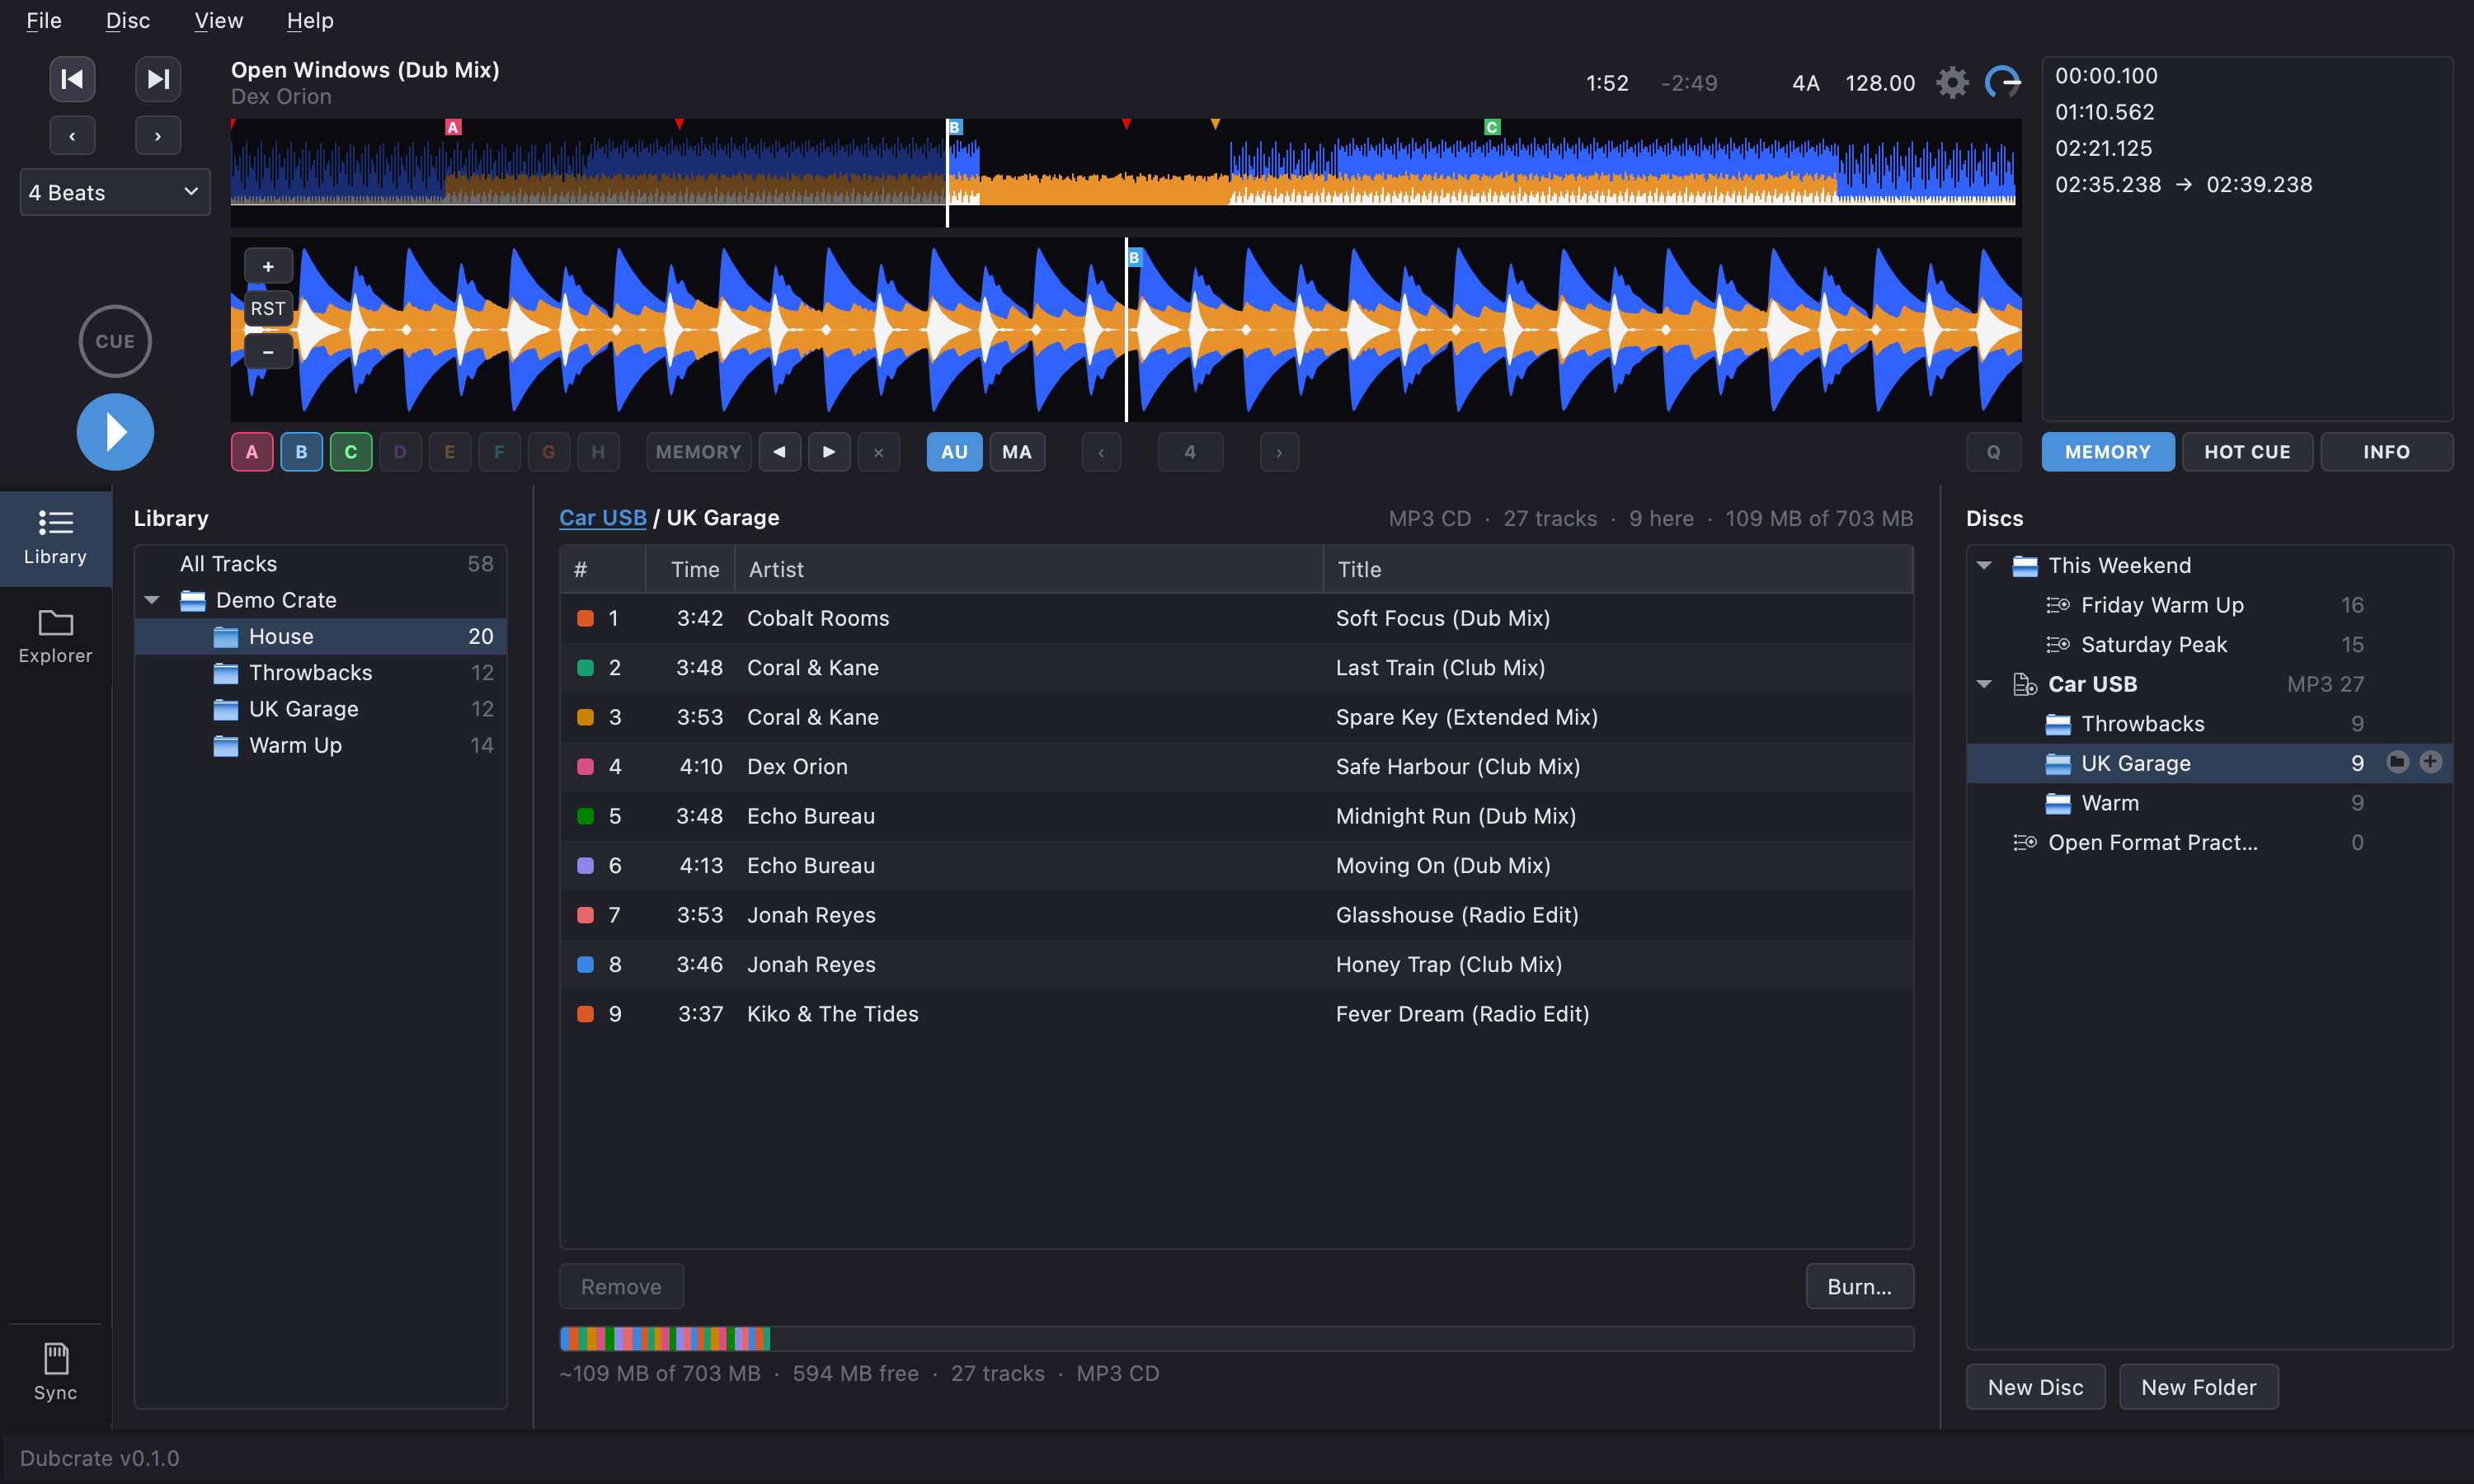 File Disc View Help
Open Windows (Dub Mix)
Dex Orion
1:52 -2:49 4A 128.00
00:00.100
01:10.562
02:21.125
02:35.238 → 02:39.238
‹ ›
4 Beats
A B C
+
RST
−
B
CUE
A B C D E F G H MEMORY ◀ ▶ × AU MA ‹ 4 › Q
MEMORY HOT CUE INFO
Library
Explorer
Sync
Library
All Tracks 58
Demo Crate
House 20
Throwbacks 12
UK Garage 12
Warm Up 14
Car USB / UK Garage
MP3 CD · 27 tracks · 9 here · 109 MB of 703 MB
# Time Artist Title
1 3:42 Cobalt Rooms Soft Focus (Dub Mix)
2 3:48 Coral & Kane Last Train (Club Mix)
3 3:53 Coral & Kane Spare Key (Extended Mix)
4 4:10 Dex Orion Safe Harbour (Club Mix)
5 3:48 Echo Bureau Midnight Run (Dub Mix)
6 4:13 Echo Bureau Moving On (Dub Mix)
7 3:53 Jonah Reyes Glasshouse (Radio Edit)
8 3:46 Jonah Reyes Honey Trap (Club Mix)
9 3:37 Kiko & The Tides Fever Dream (Radio Edit)
Remove
Burn...
~109 MB of 703 MB · 594 MB free · 27 tracks · MP3 CD
Discs
This Weekend
Friday Warm Up 16
Saturday Peak 15
Car USB MP3 27
Throwbacks 9
UK Garage 9
Warm 9
Open Format Pract... 0
New Disc New Folder
Dubcrate v0.1.0